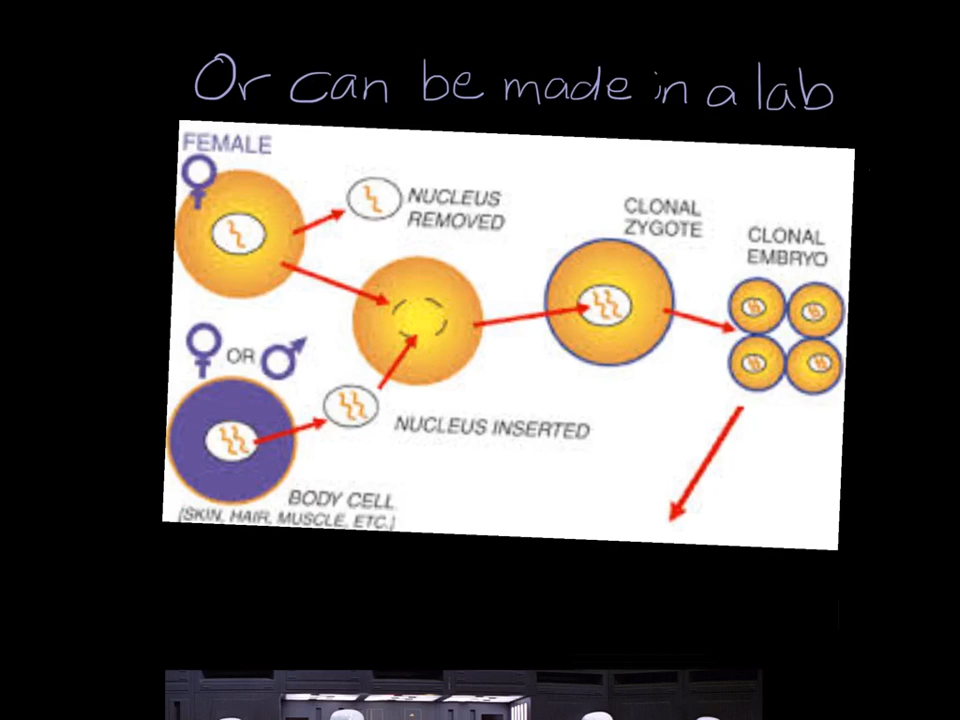 Or can be made in a lab
FEMALE
NUCLEUS
REMOVED
CLONAL
ZYGOTE
CLONAL
EMBRYO
OR
NUCLEUS INSERTED
BODY CELL
(SKIN, HAIR, MUSCLE, ETC.)